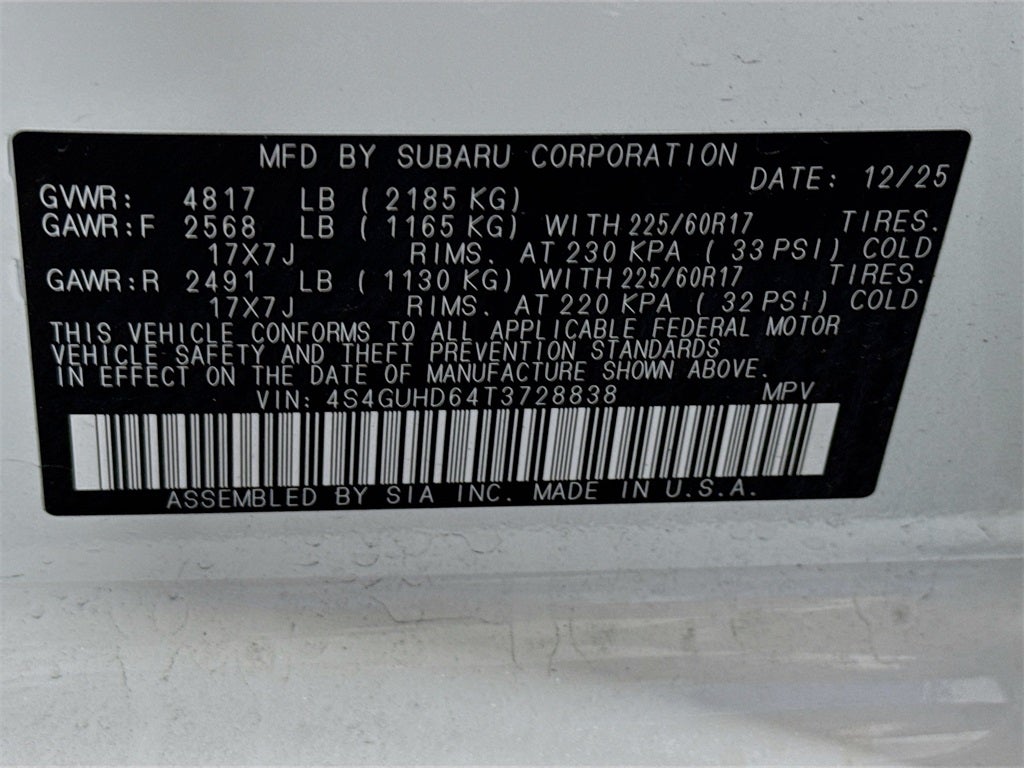 MFD BY SUBARU CORPORATION
DATE: 12/25
GVWR: 4817 LB ( 2185 KG)
GAWR:F 2568 LB ( 1165 KG) WITH 225/60R17 TIRES.
17X7J RIMS. AT 230 KPA ( 33 PSI) COLD
GAWR:R 2491 LB ( 1130 KG) WITH 225/60R17 TIRES.
17X7J RIMS. AT 220 KPA ( 32 PSI) COLD
THIS VEHICLE CONFORMS TO ALL APPLICABLE FEDERAL MOTOR
VEHICLE SAFETY AND THEFT PREVENTION STANDARDS
IN EFFECT ON THE DATE OF MANUFACTURE SHOWN ABOVE.
VIN: 4S4GUHD64T3728838 MPV
ASSEMBLED BY SIA INC. MADE IN U.S.A.